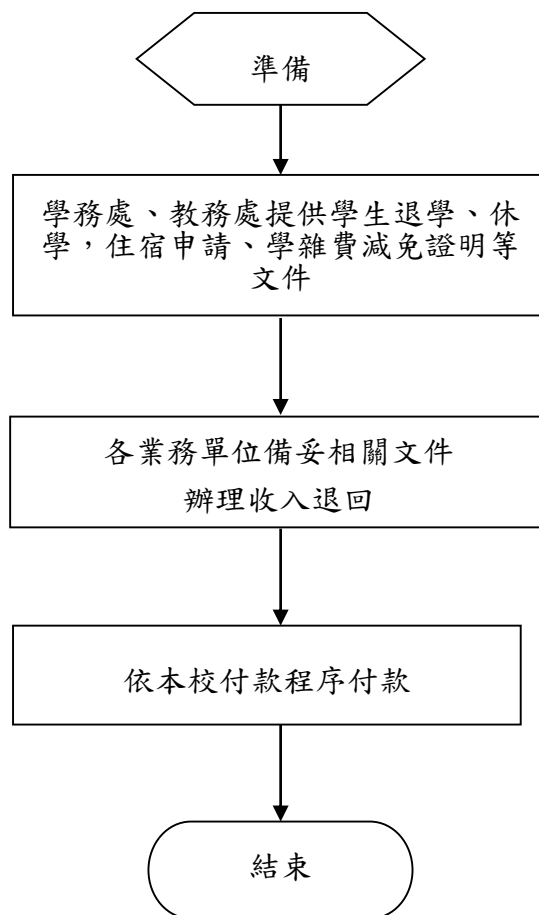 準備
學務處、教務處提供學生退學、休
學，住宿申請、學雜費減免證明等
文件
各業務單位備妥相關文件
辦理收入退回
依本校付款程序付款
結束